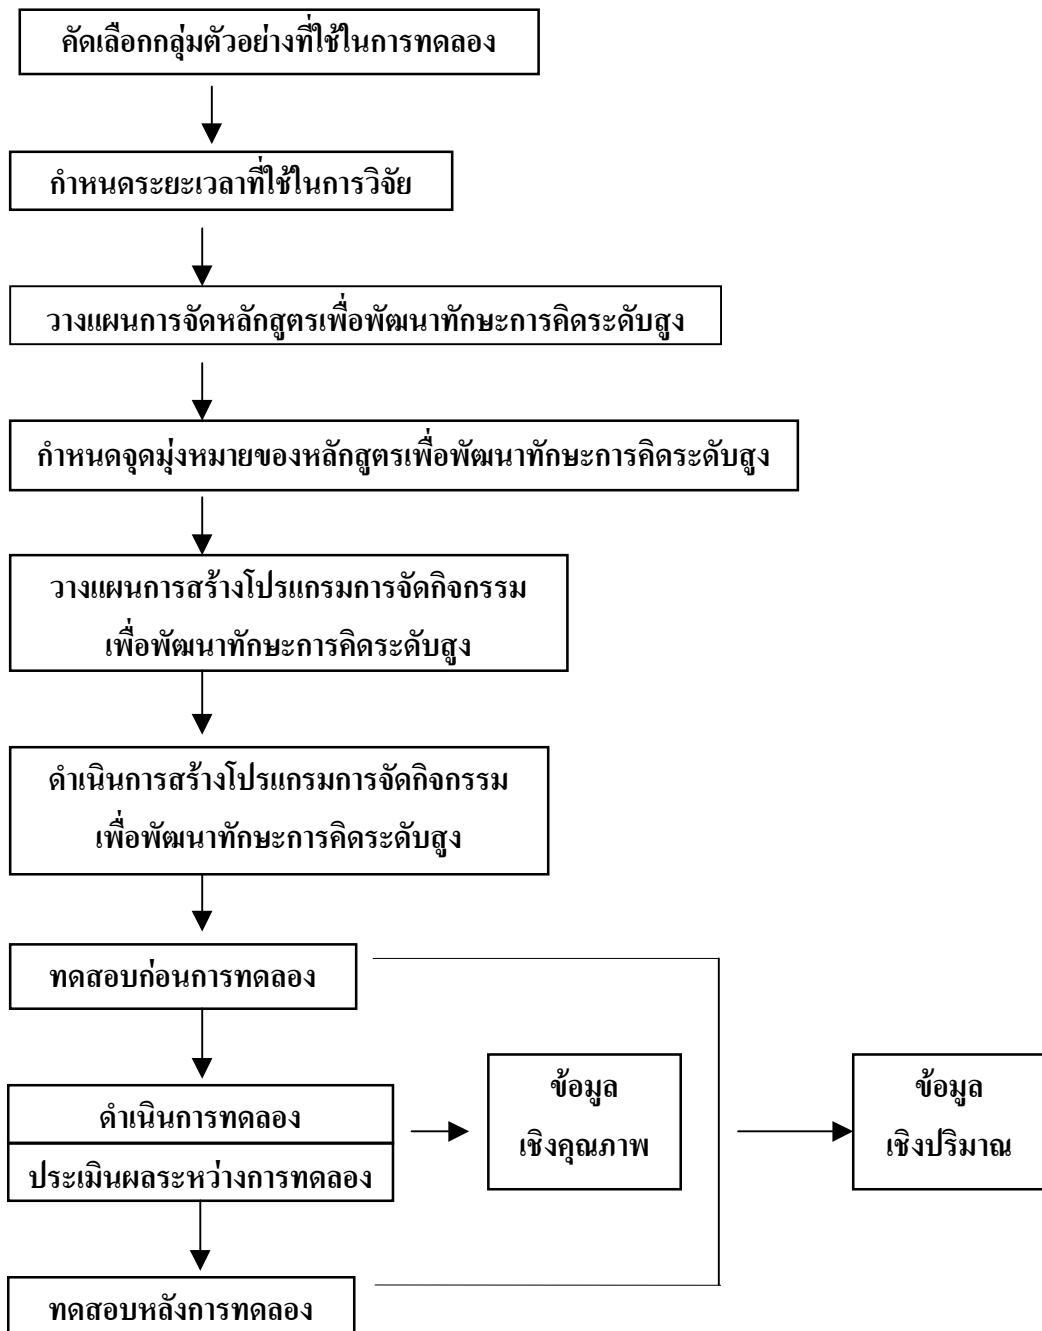 คัดเลือกกลุ่มตัวอย่างที่ใช้ในการทดลอง
กำหนดระยะเวลาที่ใช้ในการวิจัย
วางแผนการจัดหลักสูตรเพื่อพัฒนาทักษะการคิดระดับสูง
กำหนดจุดมุ่งหมายของหลักสูตรเพื่อพัฒนาทักษะการคิดระดับสูง
วางแผนการสร้างโปรแกรมการจัดกิจกรรม
เพื่อพัฒนาทักษะการคิดระดับสูง
ดำเนินการสร้างโปรแกรมการจัดกิจกรรม
เพื่อพัฒนาทักษะการคิดระดับสูง
ทดสอบก่อนการทดลอง
ดำเนินการทดลอง
ประเมินผลระหว่างการทดลอง
ข้อมูล
เชิงคุณภาพ
ข้อมูล
เชิงปริมาณ
ทดสอบหลังการทดลอง